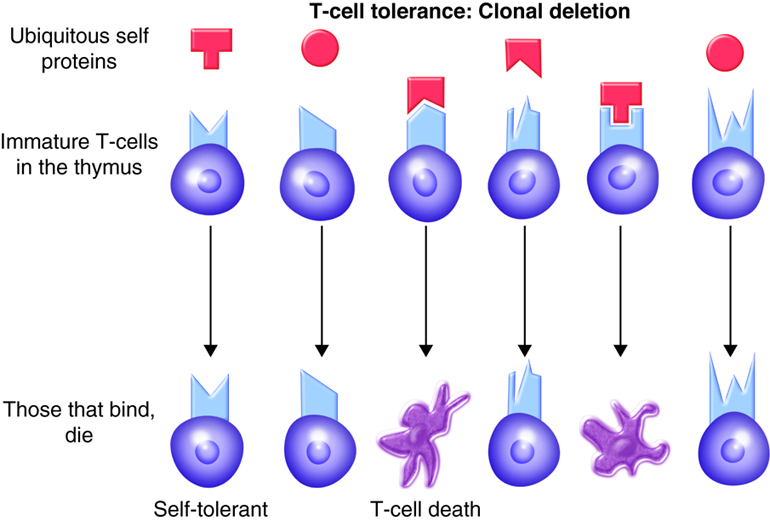 T-cell tolerance: Clonal deletion
Ubiquitous self
proteins
Immature T-cells
in the thymus
Those that bind,
die
Self-tolerant
T-cell death